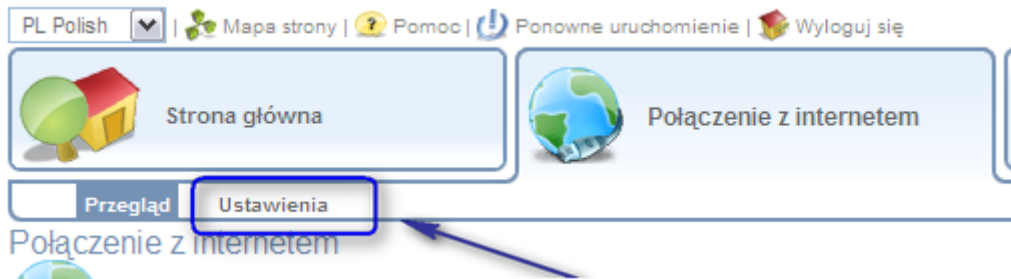 PL Polish | Mapa strony | Pomoc | Ponowne uruchomienie | Wyloguj się
Strona główna Połączenie z internetem
Przegląd Ustawienia
Połączenie z internetem